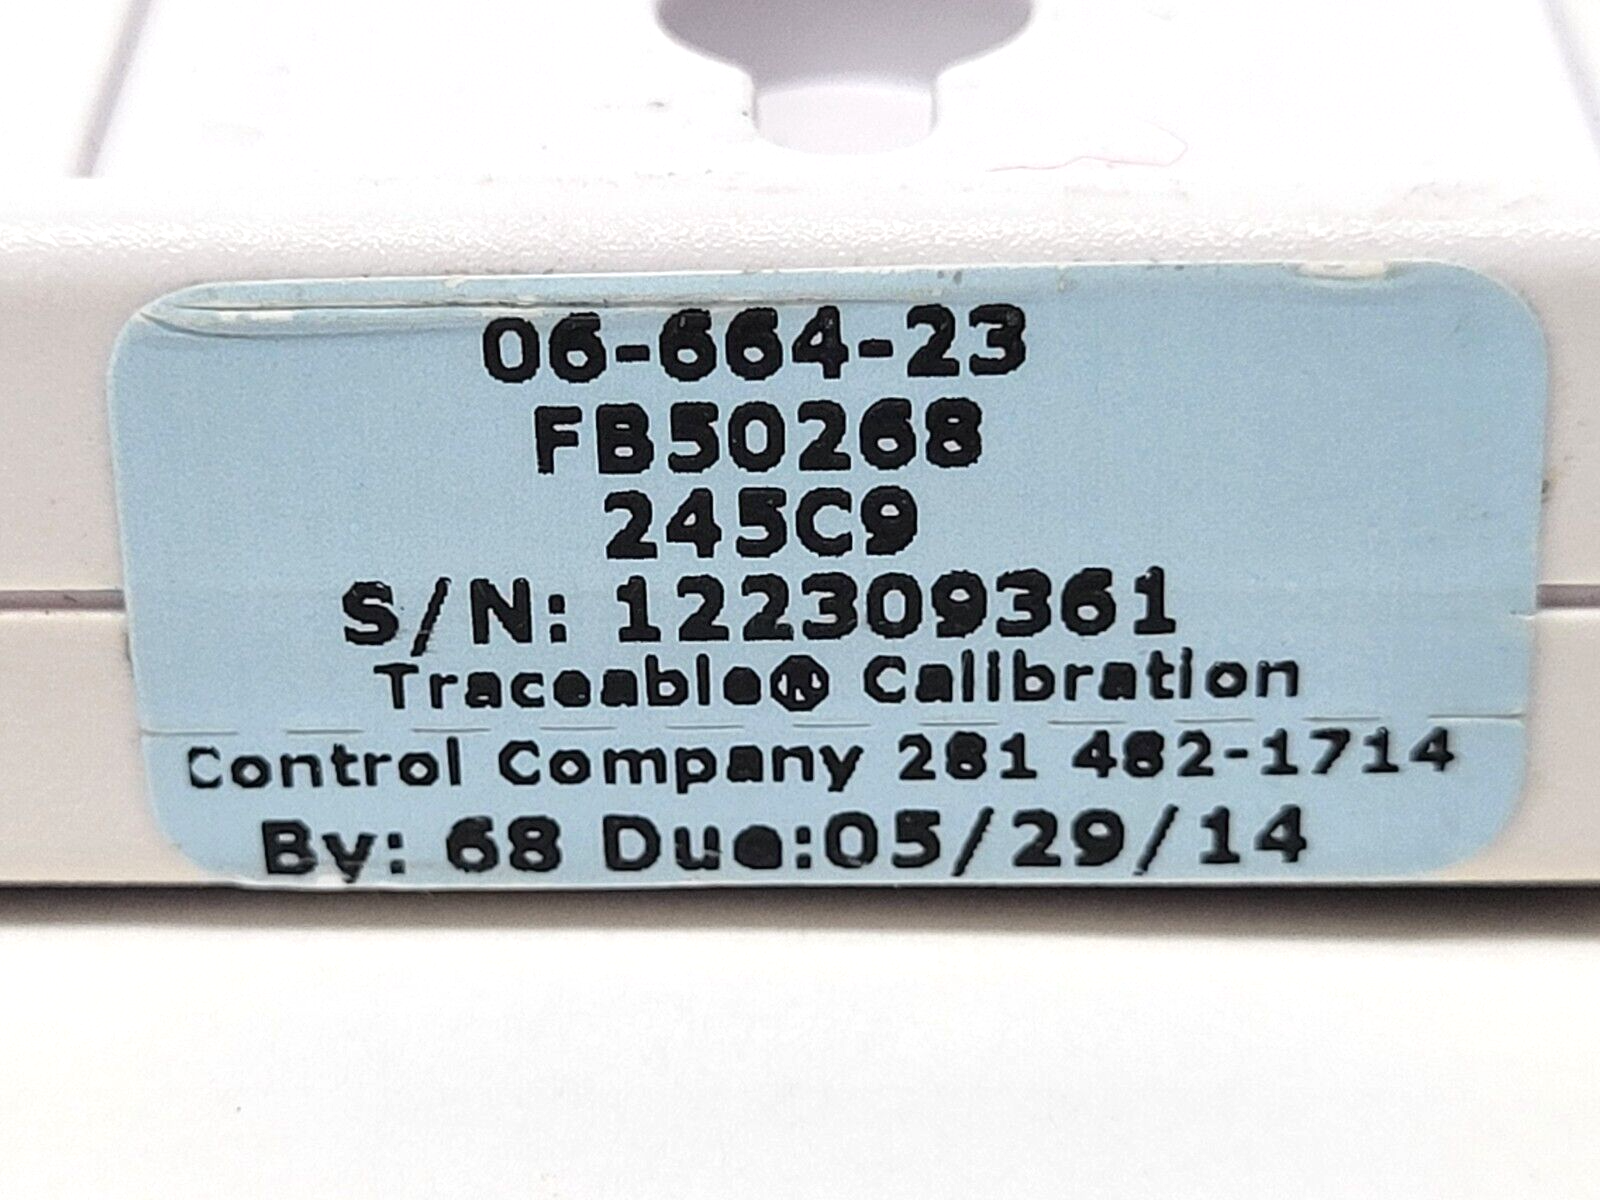 06-664-23
FB50268
245C9
S/N: 122309361
Traceable® Calibration
Control Company 281 482-1714
By: 68 Due:05/29/14